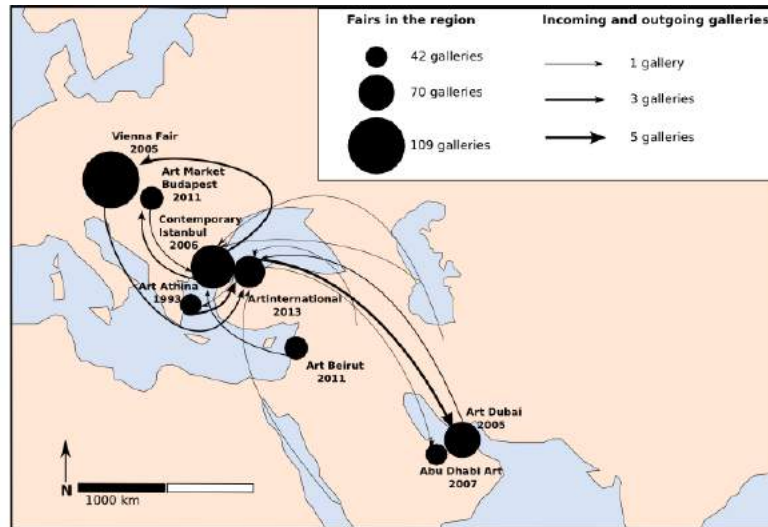 Fairs in the region
42 galleries
70 galleries
109 galleries
Incoming and outgoing galleries
1 gallery
3 galleries
5 galleries
Vienna Fair
2005
Art Market
Budapest
2011
Contemporary
Istanbul
2006
Art Athina
1993
Artinternational
2013
Art Beirut
2011
Art Dubai
2005
Abu Dhabi Art
2007
N
1000 km